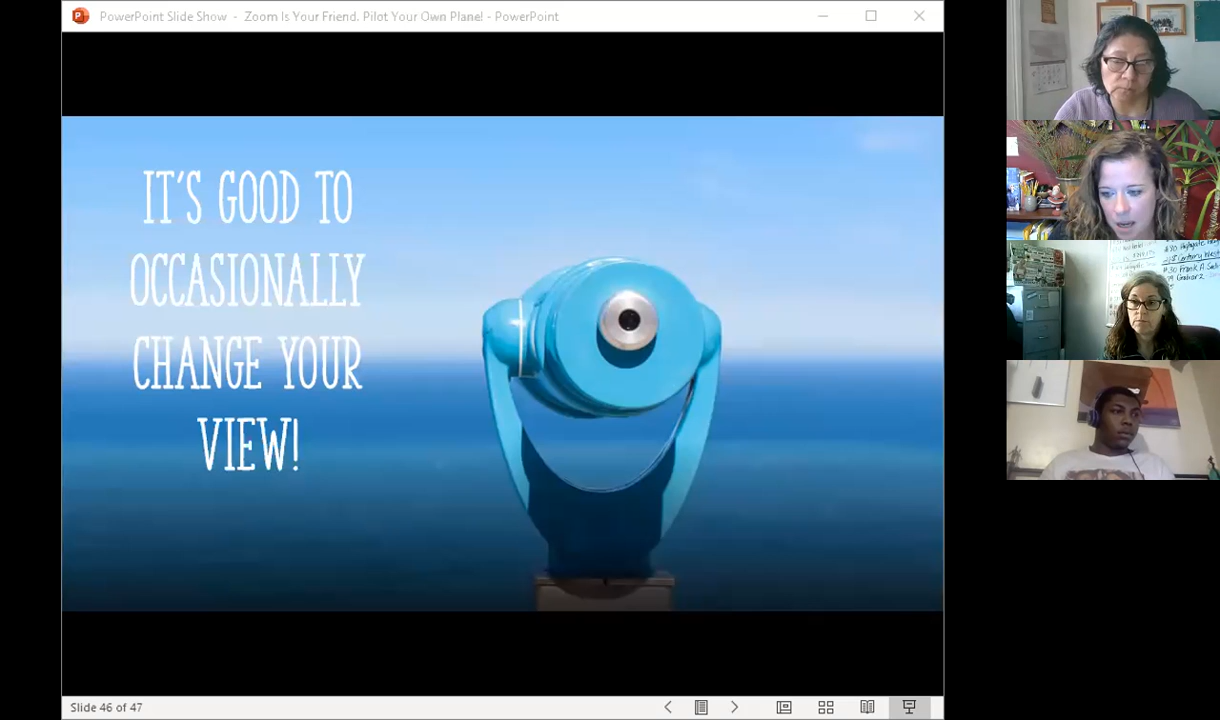 PowerPoint Slide Show - Zoom Is Your Friend. Pilot Your Own Plane! - PowerPoint
IT'S GOOD TO
OCCASIONALLY
CHANGE YOUR
VIEW!
Slide 46 of 47